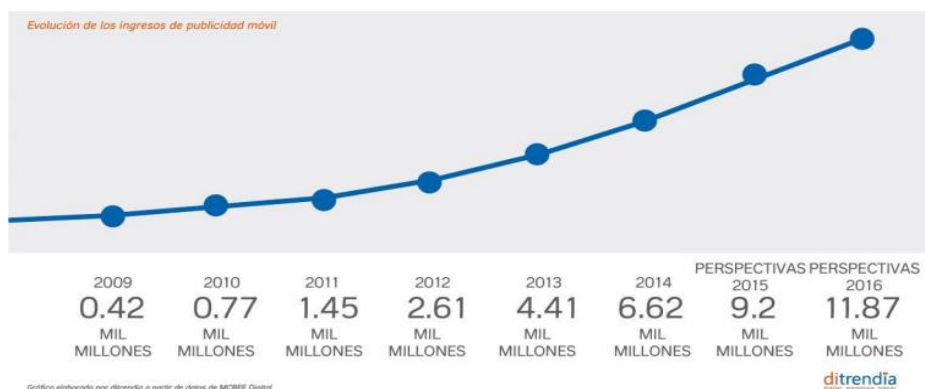 Evolución de los ingresos de publicidad móvil
2009
0.42
MIL
MILLONES
2010
0.77
MIL
MILLONES
2011
1.45
MIL
MILLONES
2012
2.61
MIL
MILLONES
2013
4.41
MIL
MILLONES
2014
6.62
MIL
MILLONES
PERSPECTIVAS
2015
9.2
MIL
MILLONES
PERSPECTIVAS
2016
11.87
MIL
MILLONES
Gráfico elaborado por ditrendia a partir de datos de MCBEE Digital
ditrendia